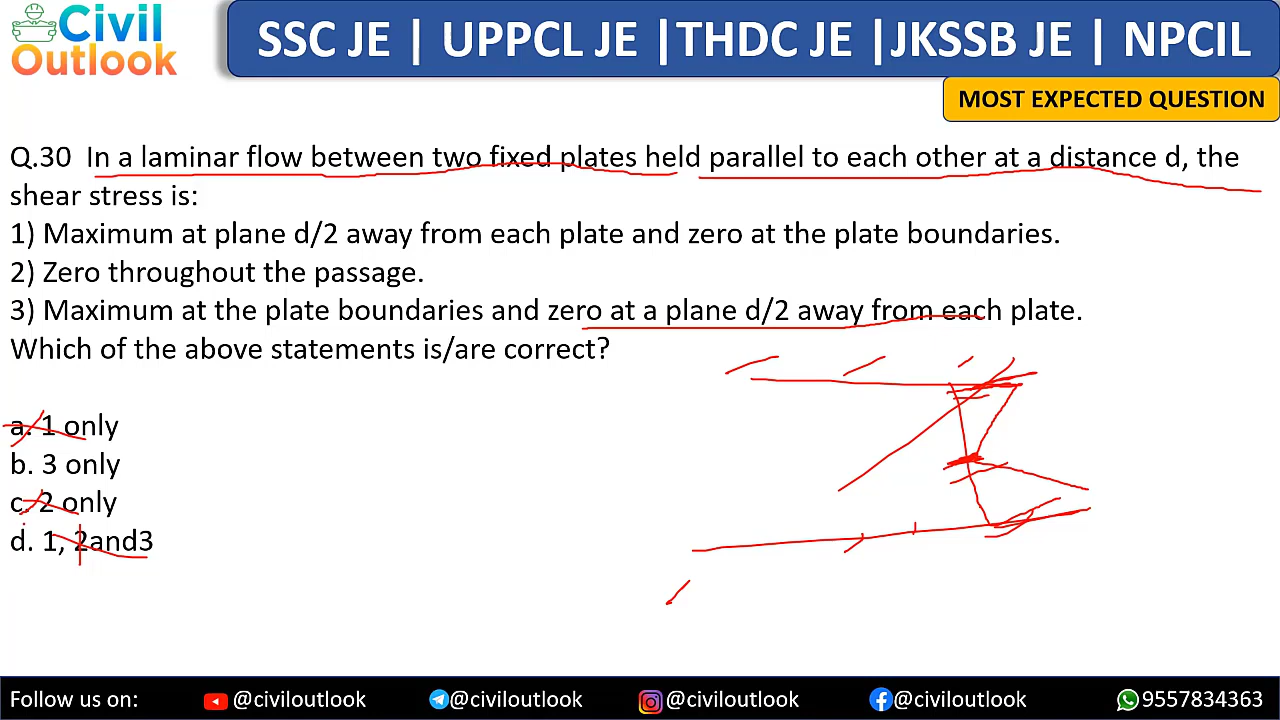 Civil
Outlook
SSC JE | UPPCL JE |THDC JE |JKSSB JE | NPCIL
MOST EXPECTED QUESTION
Q.30 In a laminar flow between two fixed plates held parallel to each other at a distance d, the
shear stress is:
1) Maximum at plane d/2 away from each plate and zero at the plate boundaries.
2) Zero throughout the passage.
3) Maximum at the plate boundaries and zero at a plane d/2 away from each plate.
Which of the above statements is/are correct?
a. 1 only
b. 3 only
c. 2 only
d. 1, 2and3
Follow us on: @civiloutlook @civiloutlook @civiloutlook @civiloutlook 9557834363